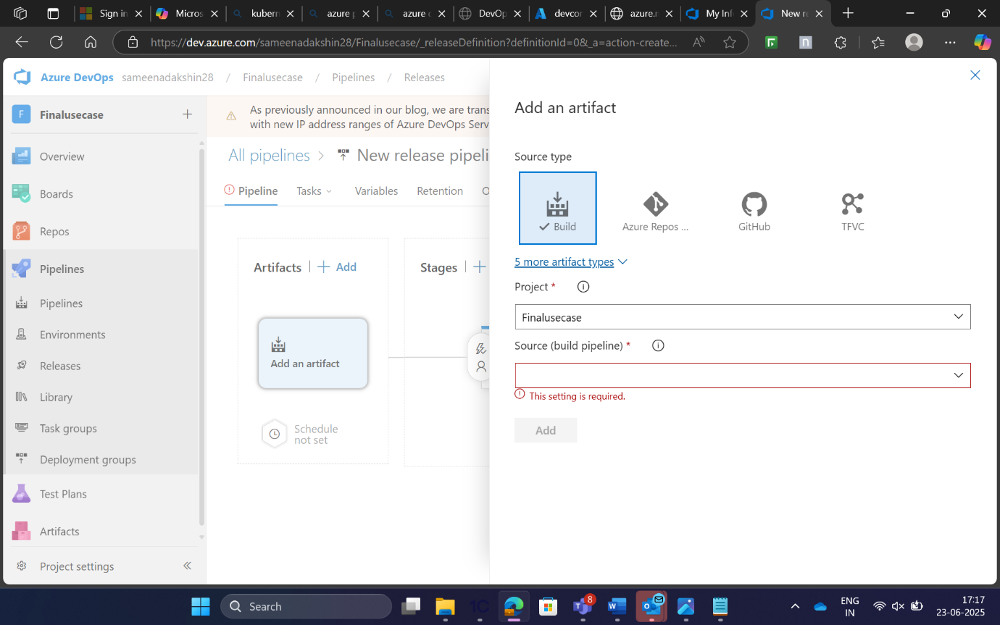 Sign in
Micros
kubern
azure p
azure c
DevOp
devcor
azure.r
My Inf
New re
https://dev.azure.com/sameenadakshin28/Finalusecase/_releaseDefinition?definitionId=0&_a=action-create...
Azure DevOps sameenadakshin28 / Finalusecase / Pipelines / Releases
F Finalusecase
Overview
Boards
Repos
Pipelines
Pipelines
Environments
Releases
Library
Task groups
Deployment groups
Test Plans
Artifacts
Project settings
As previously announced in our blog, we are trans
with new IP address ranges of Azure DevOps Serv
All pipelines > New release pipeli
Pipeline Tasks Variables Retention O
Artifacts | + Add
Stages | +
Add an artifact
Schedule
not set
Add an artifact
Source type
Build
Azure Repos ...
GitHub
TFVC
5 more artifact types
Project *
Finalusecase
Source (build pipeline) *
This setting is required.
Add
Search
8
ENG
IN
17:17
23-06-2025